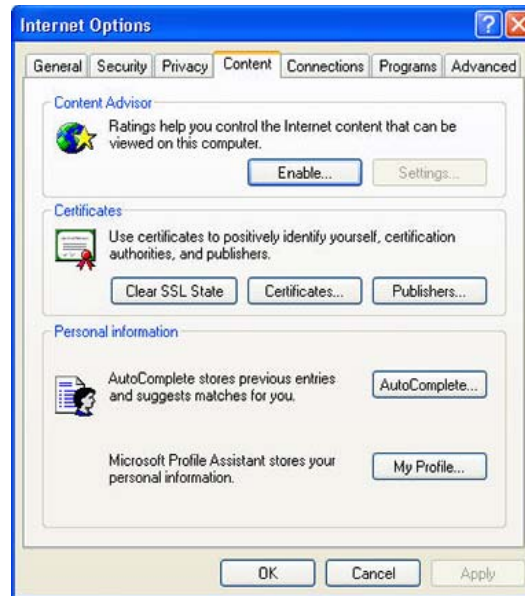 Internet Options
General Security Privacy Content Connections Programs Advanced
Content Advisor
Ratings help you control the Internet content that can be
viewed on this computer.
Enable... Settings...
Certificates
Use certificates to positively identify yourself, certification
authorities, and publishers.
Clear SSL State Certificates... Publishers...
Personal information
AutoComplete stores previous entries
and suggests matches for you.
AutoComplete...
Microsoft Profile Assistant stores your
personal information.
My Profile...
OK Cancel Apply